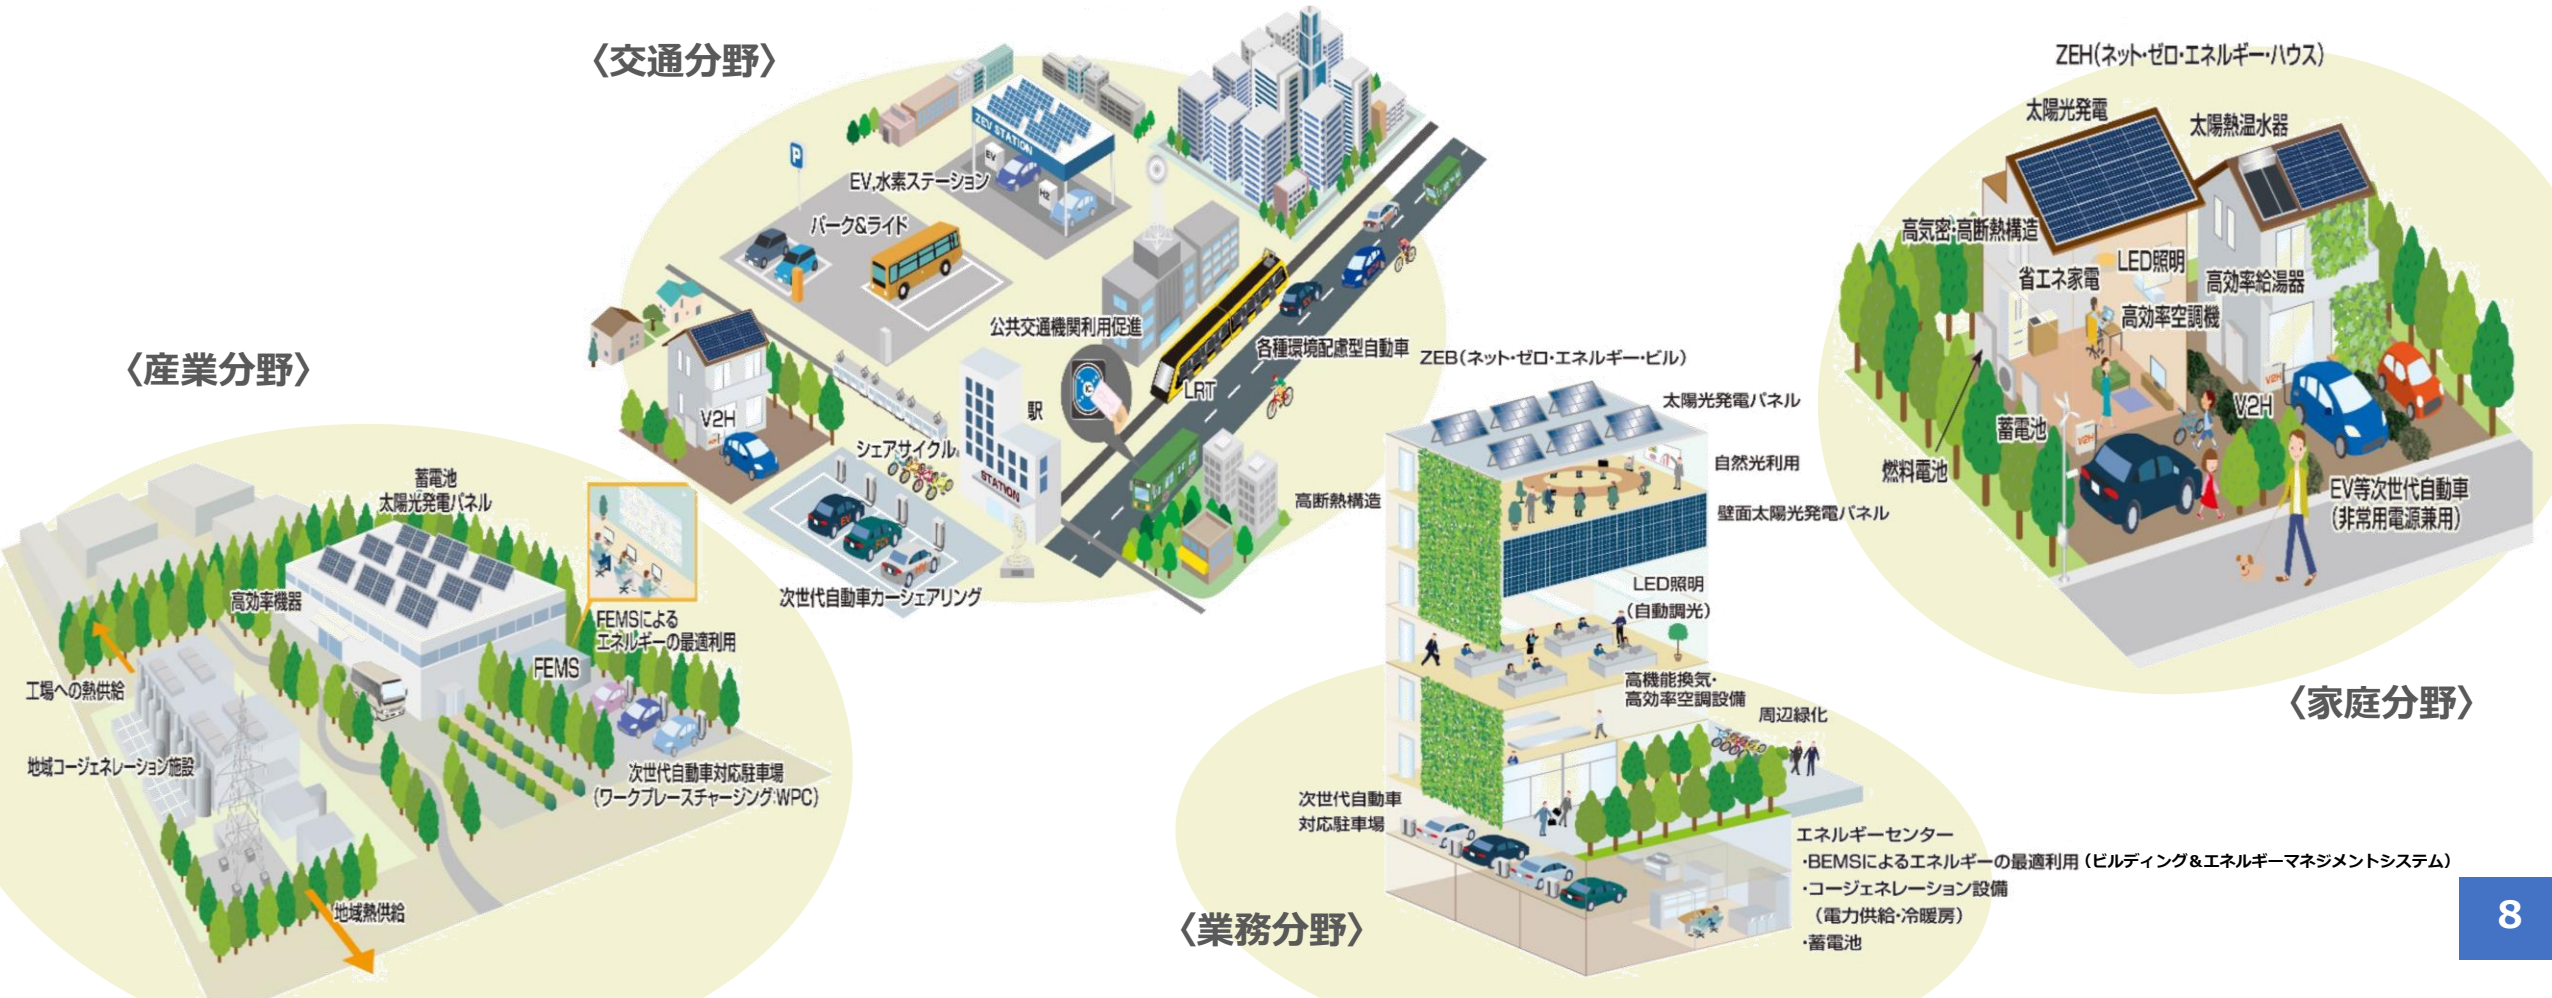 〈交通分野〉
ZEV STATION
EV
H2
P
EV,水素ステーション
パーク&ライド
公共交通機関利用促進
各種環境配慮型自動車
LRT
駅
STATION
V2H
シェアサイクル
EV
次世代自動車カーシェアリング
〈産業分野〉
蓄電池
太陽光発電パネル
高効率機器
FEMSによる
エネルギーの最適利用
FEMS
工場への熱供給
地域コージェネレーション施設
次世代自動車対応駐車場
(ワークプレースチャージング:WPC)
地域熱供給
ZEB(ネット・ゼロ・エネルギー・ビル)
太陽光発電パネル
自然光利用
高断熱構造
壁面太陽光発電パネル
LED照明
(自動調光)
高機能換気・
高効率空調設備
周辺緑化
次世代自動車
対応駐車場
エネルギーセンター
・BEMSによるエネルギーの最適利用(ビルディング&エネルギーマネジメントシステム)
・コージェネレーション設備
(電力供給・冷暖房)
・蓄電池
〈業務分野〉
ZEH(ネット・ゼロ・エネルギー・ハウス)
太陽光発電
太陽熱温水器
高気密・高断熱構造
省エネ家電
LED照明
高効率給湯器
高効率空調機
V2H
V2H
V2H
蓄電池
燃料電池
EV等次世代自動車
(非常用電源兼用)
〈家庭分野〉
8